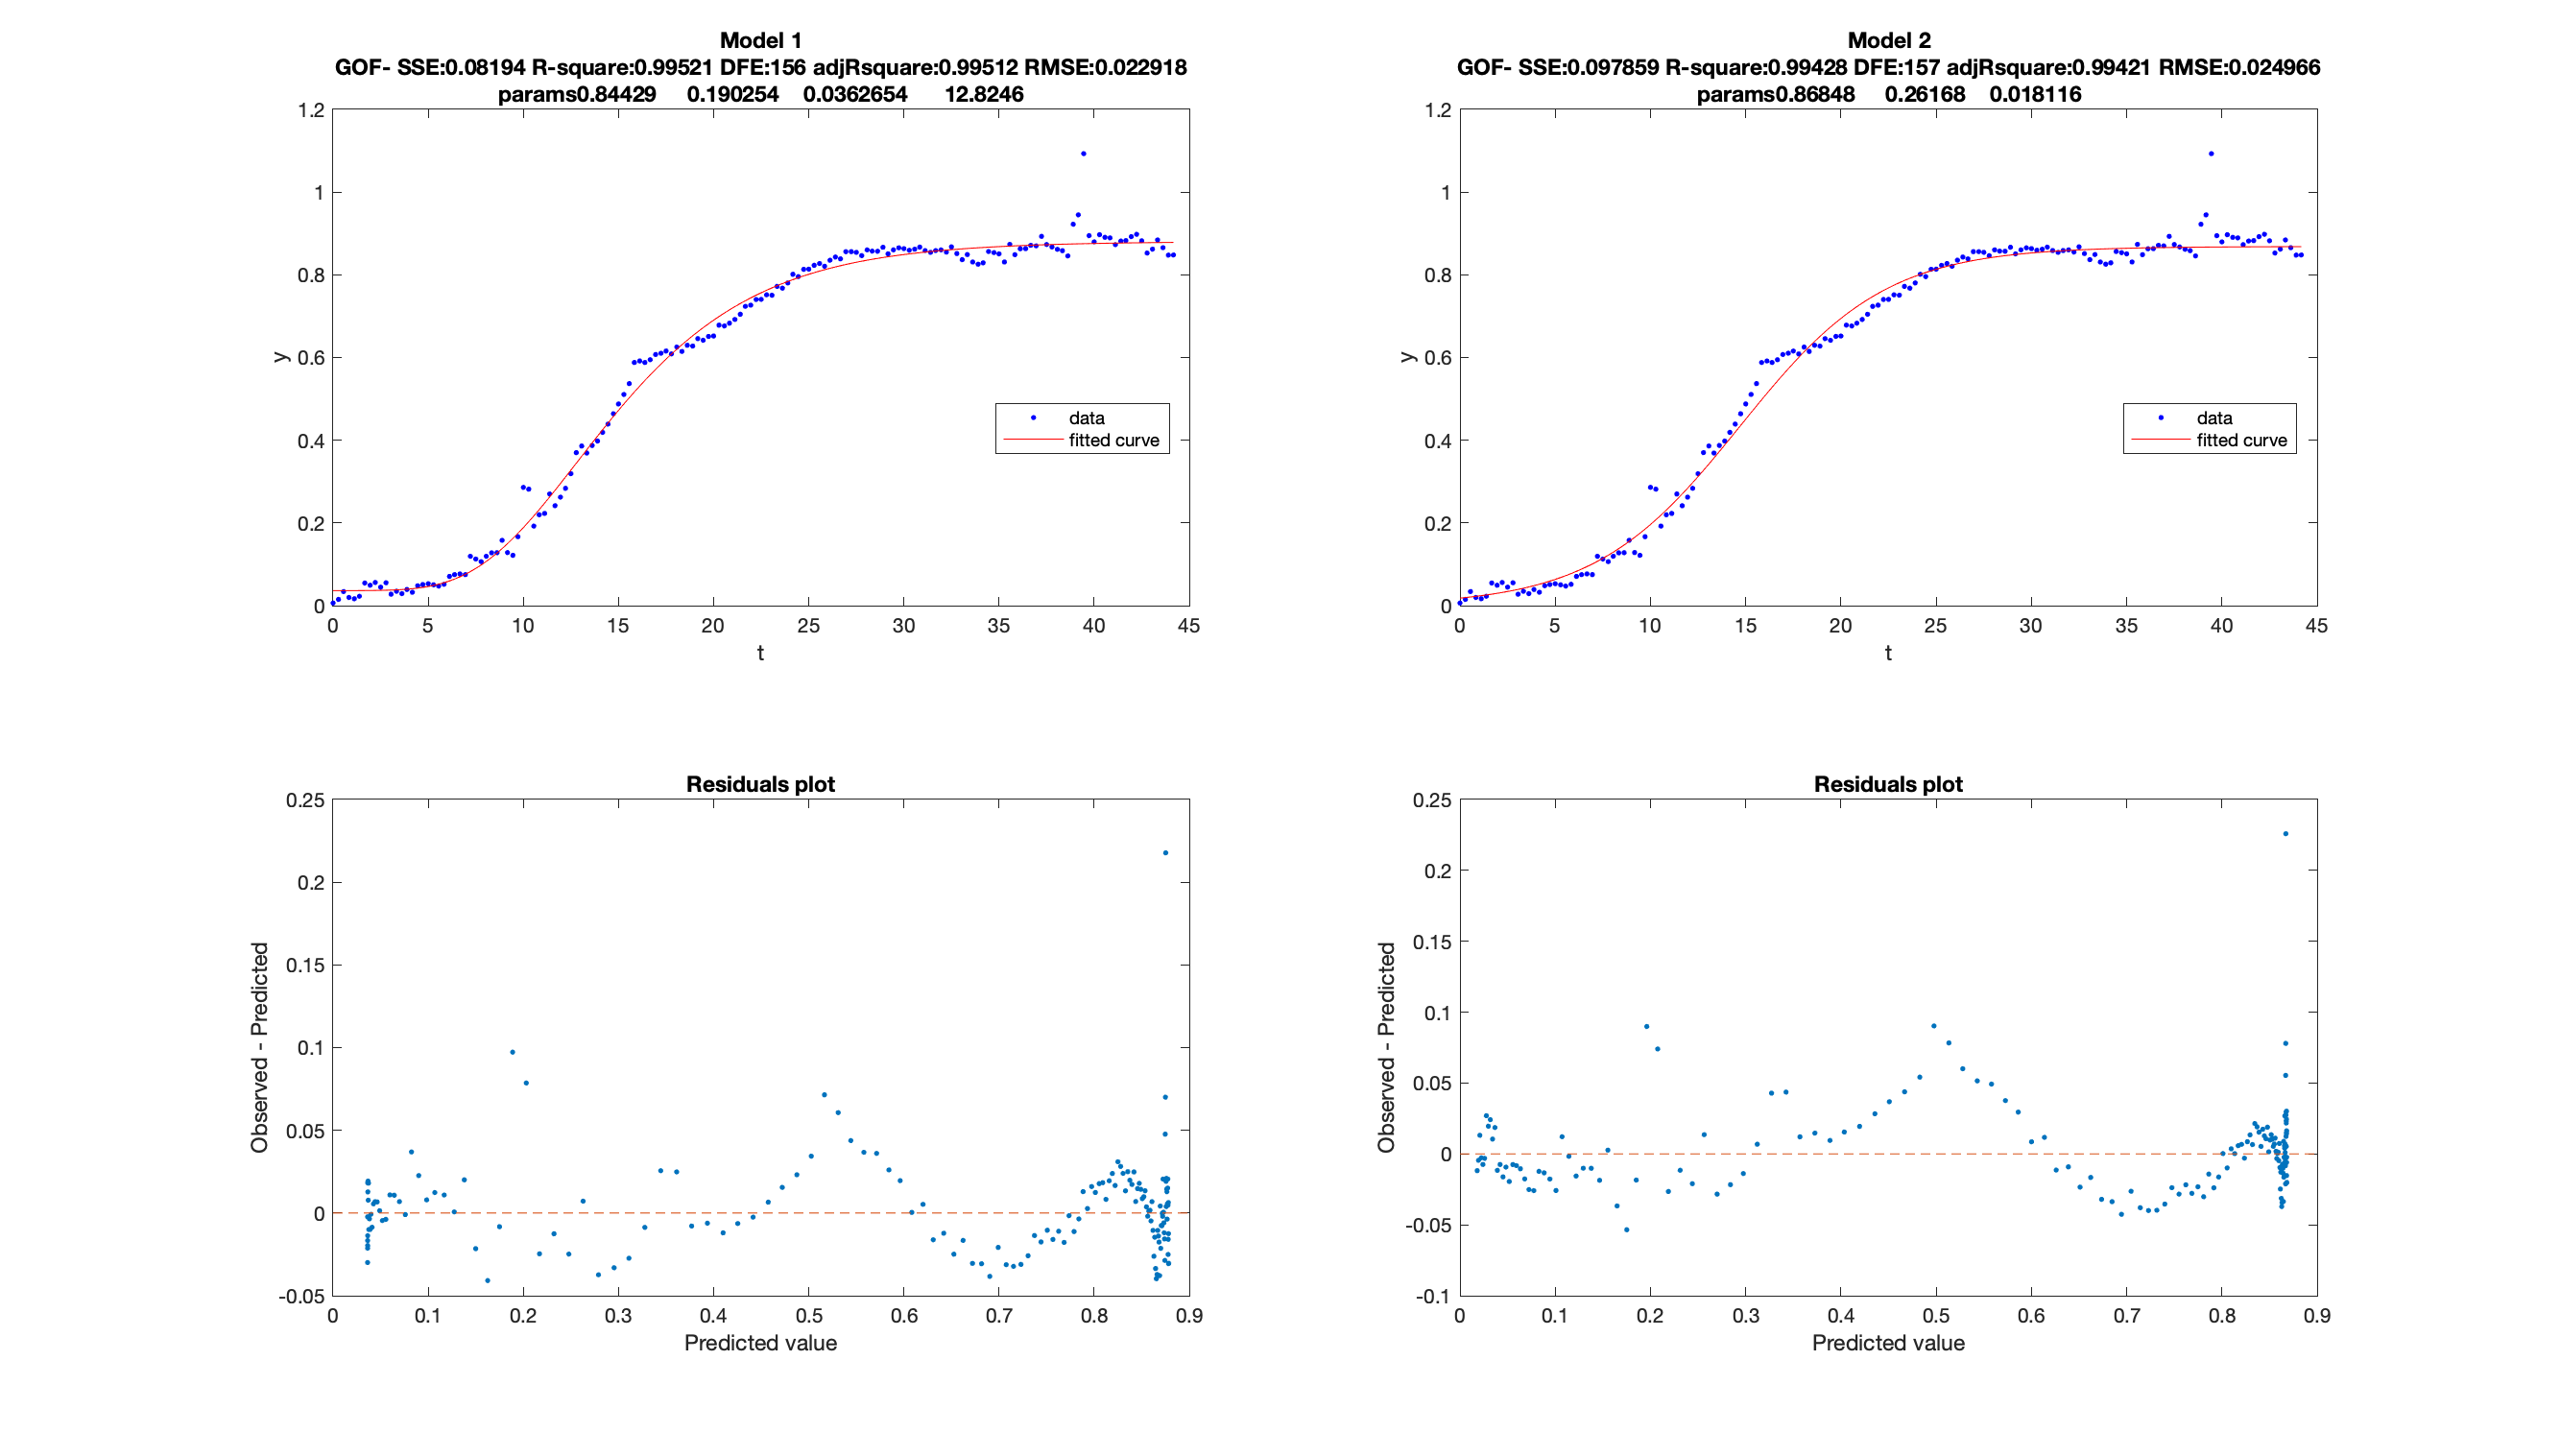 Model 1
GOF- SSE:0.08194 R-square:0.99521 DFE:156 adjRsquare:0.99512 RMSE:0.022918
params0.84429 0.190254 0.0362654 12.8246
1.2
1
0.8
0.6
0.4
0.2
0
y
data
fitted curve
0 5 10 15 20 25 30 35 40 45
t
Model 2
GOF- SSE:0.097859 R-square:0.99428 DFE:157 adjRsquare:0.99421 RMSE:0.024966
params0.86848 0.26168 0.018116
1.2
1
0.8
0.6
0.4
0.2
0
y
data
fitted curve
0 5 10 15 20 25 30 35 40 45
t
Residuals plot
0.25
0.2
0.15
0.1
0.05
0
-0.05
Observed - Predicted
0 0.1 0.2 0.3 0.4 0.5 0.6 0.7 0.8 0.9
Predicted value
Residuals plot
0.25
0.2
0.15
0.1
0.05
0
-0.05
-0.1
Observed - Predicted
0 0.1 0.2 0.3 0.4 0.5 0.6 0.7 0.8 0.9
Predicted value